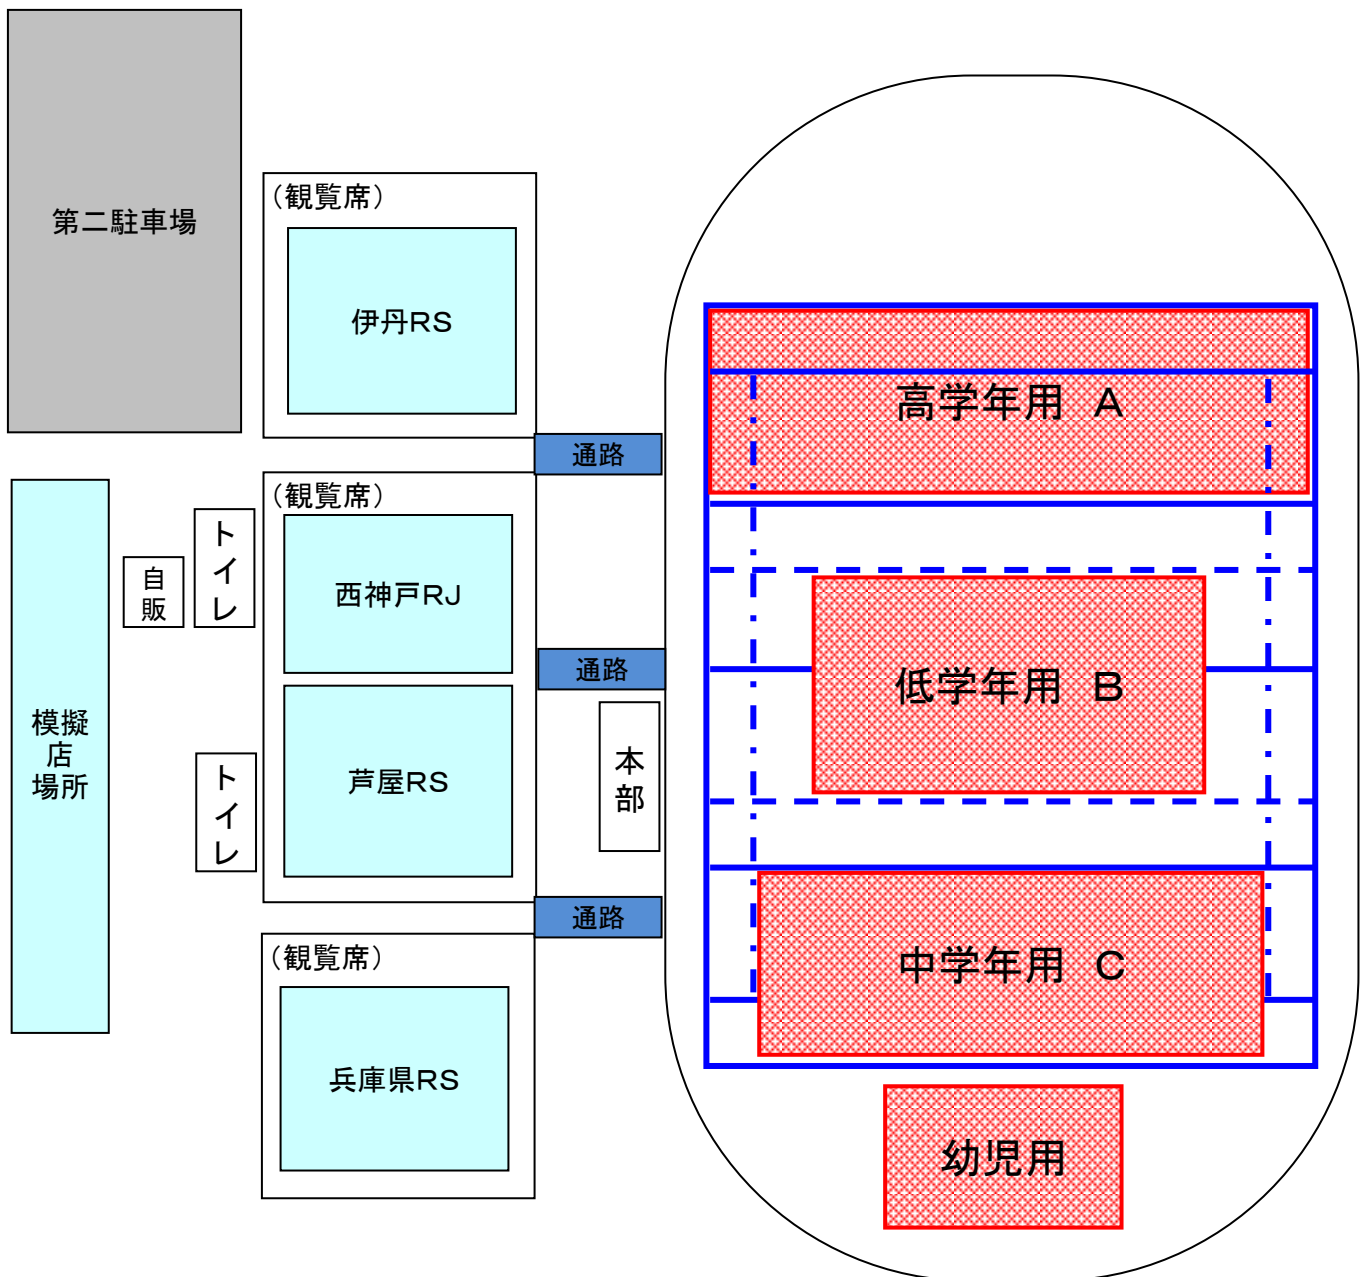 第二駐車場
（観覧席）
伊丹RS
通路
（観覧席）
西神戸RJ
芦屋RS
通路
本部
トイレ
自販
トイレ
模擬
店
場所
通路
（観覧席）
兵庫県RS
高学年用　A
低学年用　B
中学年用　C
幼児用